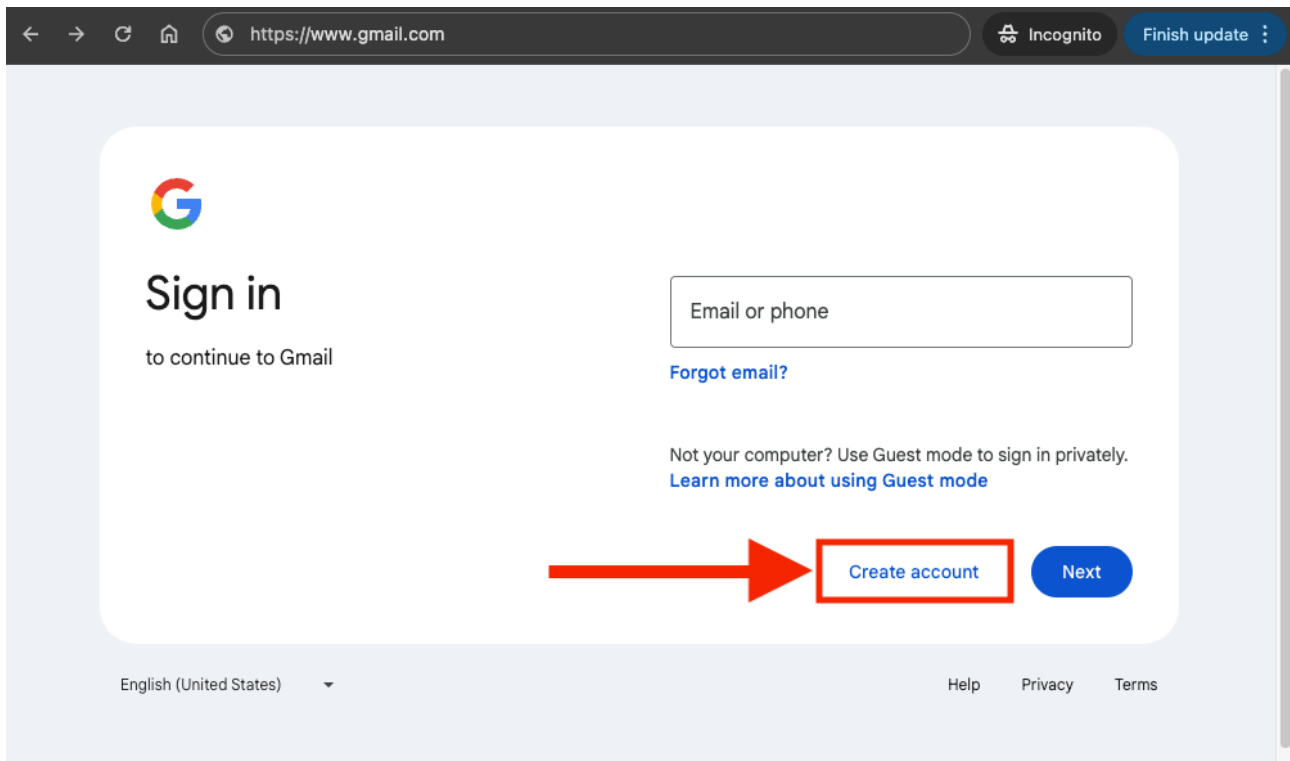 https://www.gmail.com
Incognito
Finish update
Sign in
to continue to Gmail
Email or phone
Forgot email?
Not your computer? Use Guest mode to sign in privately.
Learn more about using Guest mode
Create account
Next
English (United States)
Help
Privacy
Terms